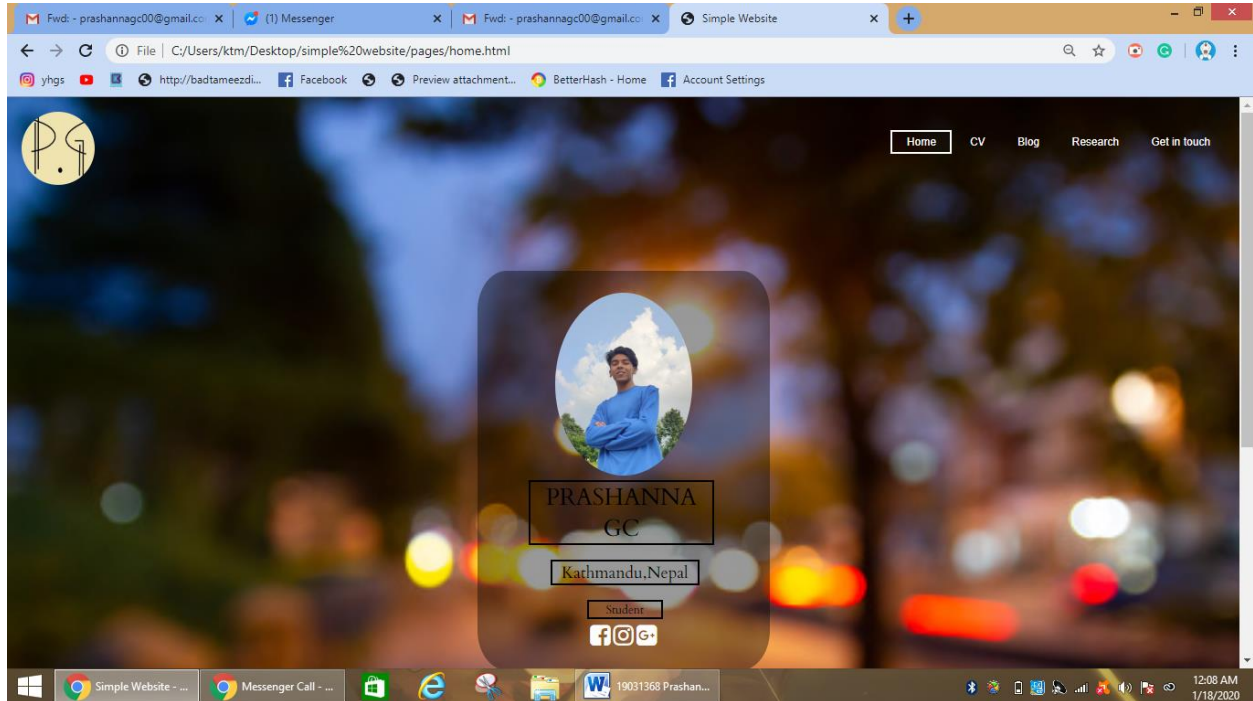 Fwd: - prashannagc00@gmail.co
(1) Messenger
Fwd: - prashannagc00@gmail.co
Simple Website
File | C:/Users/ktm/Desktop/simple%20website/pages/home.html
yhgs
http://badtameezdi...
Facebook
Preview attachment...
BetterHash - Home
Account Settings
P.G
Home
CV
Blog
Research
Get in touch
PRASHANNA
GC
Kathmandu,Nepal
Student
Simple Website - ...
Messenger Call - ...
19031368 Prashan...
12:08 AM
1/18/2020